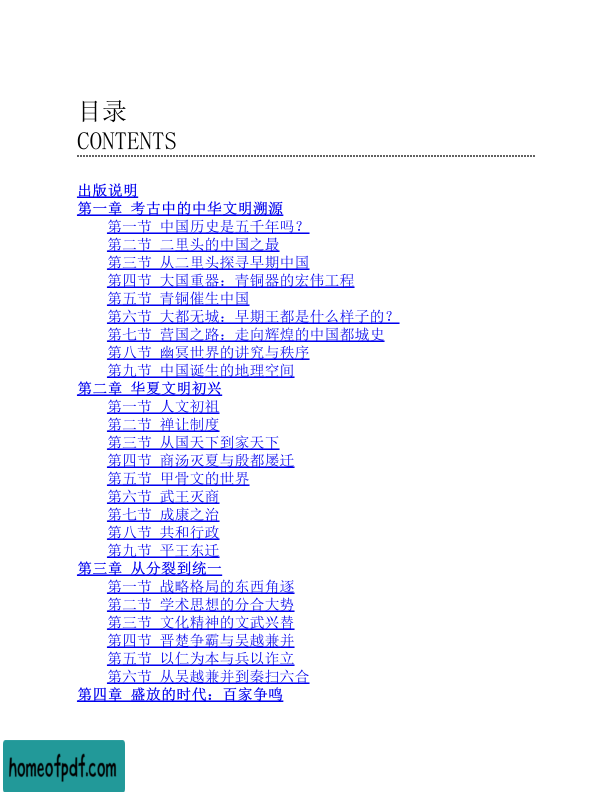 目录
CONTENTS
出版说明
第一章 考古中的中华文明溯源
第一节 中国历史是五千年吗？
第二节 二里头的中国之最
第三节 从二里头探寻早期中国
第四节 大国重器：青铜器的宏伟工程
第五节 青铜催生中国
第六节 大都无城：早期王都是什么样子的？
第七节 营国之路：走向辉煌的中国都城史
第八节 幽冥世界的讲究与秩序
第九节 中国诞生的地理空间
第二章 华夏文明初兴
第一节 人文初祖
第二节 禅让制度
第三节 从国天下到家天下
第四节 商汤灭夏与殷都屡迁
第五节 甲骨文的世界
第六节 武王灭商
第七节 成康之治
第八节 共和行政
第九节 平王东迁
第三章 从分裂到统一
第一节 战略格局的东西角逐
第二节 学术思想的分合大势
第三节 文化精神的文武兴替
第四节 晋楚争霸与吴越兼并
第五节 以仁为本与兵以诈立
第六节 从吴越兼并到秦扫六合
第四章 盛放的时代：百家争鸣
homeofpdf.com